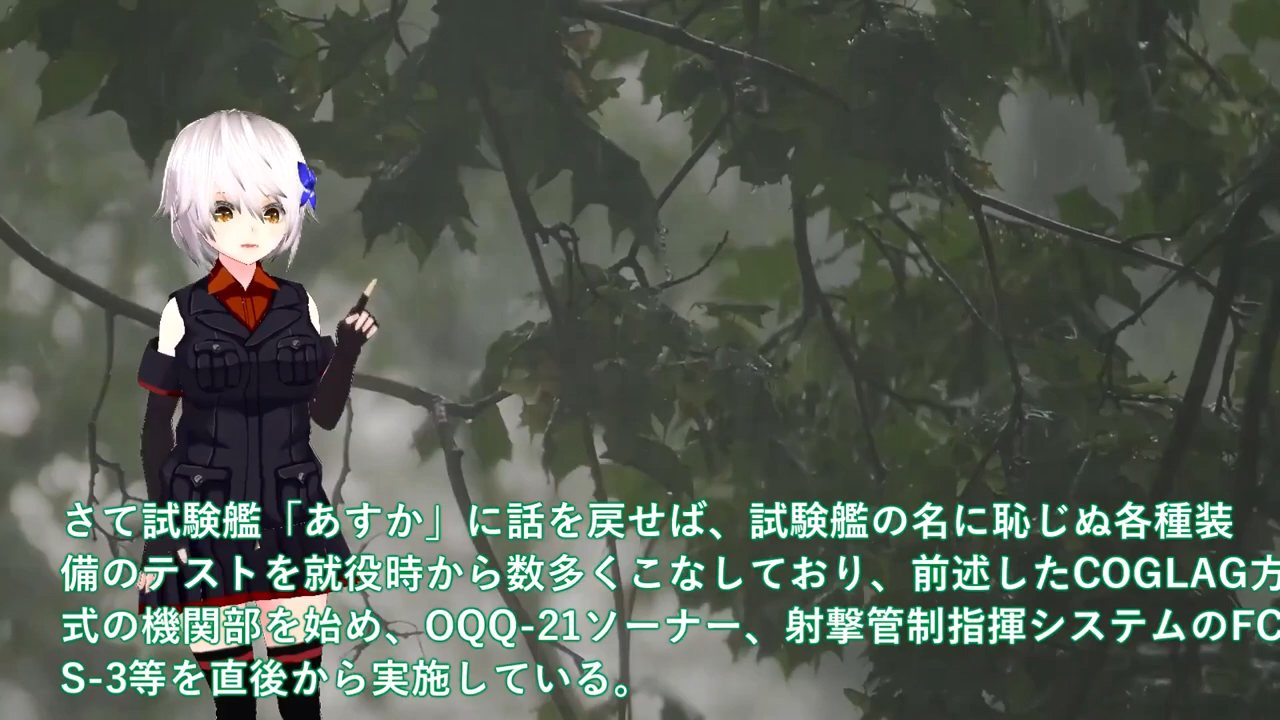 さて試験艦「あすか」に話を戻せば、試験艦の名に恥じぬ各種装
備のテストを就役時から数多くこなしており、前述したCOGLAG方
式の機関部を始め、OQQ-21ソーナー、射撃管制指揮システムのFC
S-3等を直後から実施している。